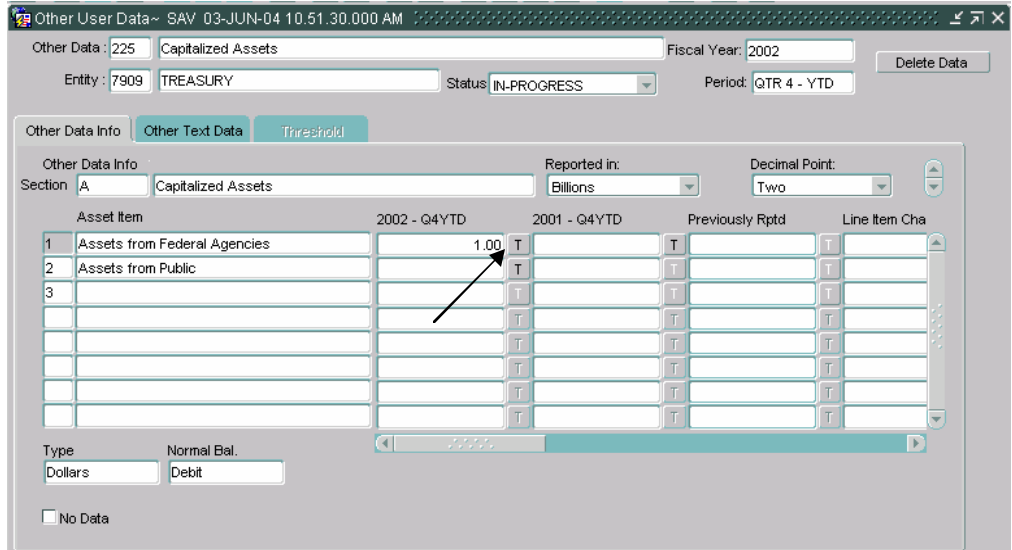 Other User Data~ SAV 03-JUN-04 10.51.30.000 AM
Other Data : 225 Capitalized Assets Fiscal Year: 2002 Delete Data
Entity : 7909 TREASURY Status IN-PROGRESS Period: QTR 4 - YTD
Other Data Info Other Text Data Threshold
Other Data Info Reported in: Decimal Point:
Section A Capitalized Assets Billions Two
Asset Item 2002 - Q4YTD 2001 - Q4YTD Previously Rptd Line Item Cha
1 Assets from Federal Agencies 1.00 T T T
2 Assets from Public T T T
3 T T T
T T T
T T T
T T T
T T T
T T T
Type Normal Bal.
Dollars Debit
No Data